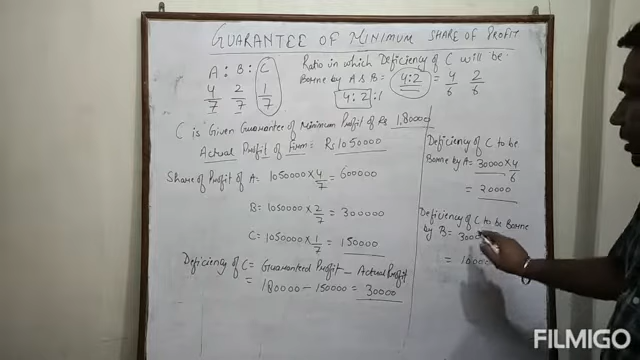 GUARANTEE OF MINIMUM SHARE OF PROFIT
A : B : C
4/7 2/7 1/7
Ratio in which Deficiency of C will be
Borne by A & B = 4:2 = 4/6 2/6
4:2:1
C is Given Guarantee of Minimum Profit of Rs 1,80000
Actual Profit of Firm = Rs 1050000
Share of Profit of A = 1050000 × 4/7 = 600000
B = 1050000 × 2/7 = 300000
C = 1050000 × 1/7 = 150000
Deficiency of C = Guaranteed Profit – Actual Profit
= 180000 – 150000 = 30000
Deficiency of C to be
Borne by A = 30000 × 4/6
= 20000
Deficiency of C to be Borne
by B =
=
FILMIGO